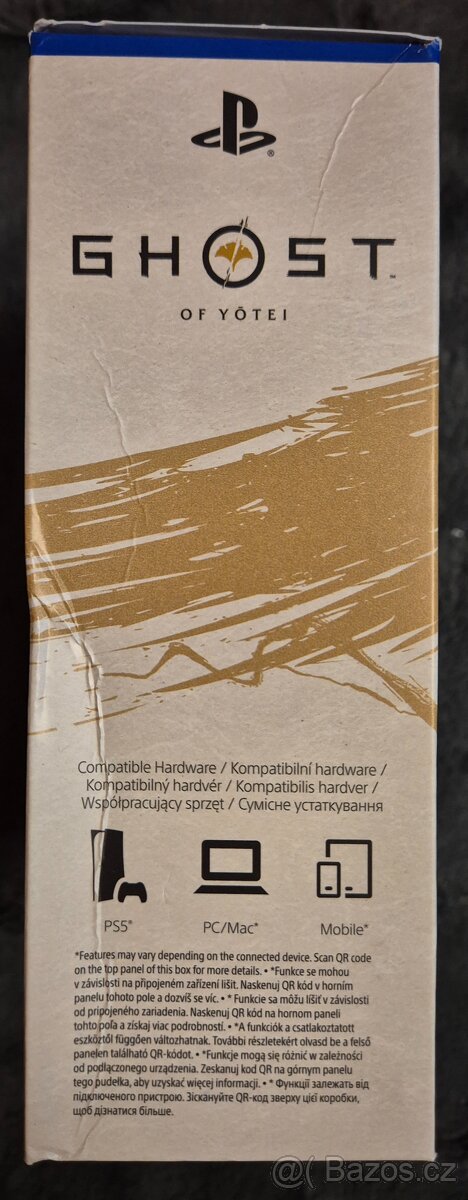 GHOST™
OF YŌTEI
Compatible Hardware / Kompatibilní hardware /
Kompatibilný hardvér / Kompatibilis hardver /
Współpracujący sprzęt / Сумісне устаткування
PS5* PC/Mac* Mobile*
*Features may vary depending on the connected device. Scan QR code
on the top panel of this box for more details. • *Funkce se mohou
v závislosti na připojeném zařízení lišit. Naskenuj QR kód v horním
panelu tohoto pole a dozvíš se víc. • * Funkcie sa môžu líšiť v závislosti
od pripojeného zariadenia. Naskenuj QR kód na hornom paneli
tohto poľa a získaj viac podrobností. • *A funkciók a csatlakoztatott
eszköztől függően változhatnak. További részletekért olvasd be a felső
panelen található QR-kódot. • *Funkcje mogą się różnić w zależności
od podłączonego urządzenia. Zeskanuj kod QR na górnym panelu
tego pudełka, aby uzyskać więcej informacji. • * Функції залежать від
підключеного пристрою. Зіскануйте QR-код зверху цієї коробки,
щоб дізнатися більше.
@ Bazos.cz